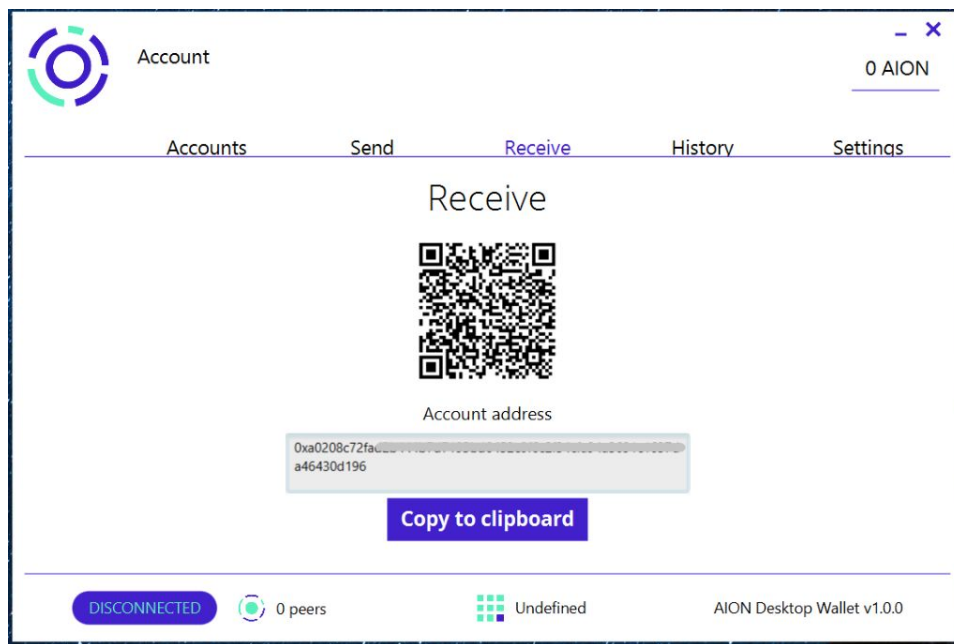 Account
0 AION
Accounts Send Receive History Settings
Receive
Account address
0xa0208c72fa
a46430d196
Copy to clipboard
DISCONNECTED 0 peers Undefined AION Desktop Wallet v1.0.0